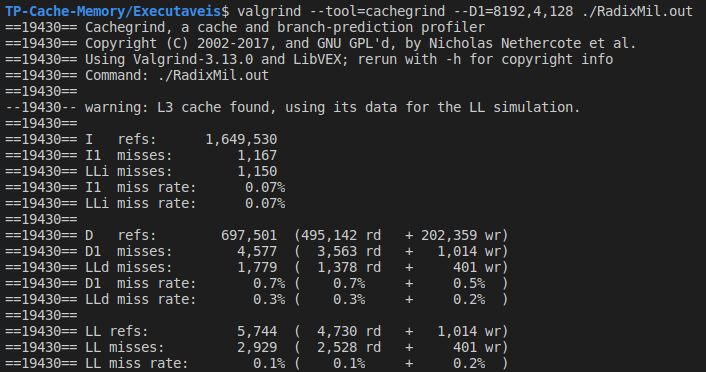 TP-Cache-Memory/Executaveis$ valgrind --tool=cachegrind --D1=8192,4,128 ./RadixMil.out
==19430== Cachegrind, a cache and branch-prediction profiler
==19430== Copyright (C) 2002-2017, and GNU GPL'd, by Nicholas Nethercote et al.
==19430== Using Valgrind-3.13.0 and LibVEX; rerun with -h for copyright info
==19430== Command: ./RadixMil.out
==19430==
--19430-- warning: L3 cache found, using its data for the LL simulation.
==19430==
==19430== I   refs:      1,649,530
==19430== I1  misses:        1,167
==19430== LLi misses:        1,150
==19430== I1  miss rate:      0.07%
==19430== LLi miss rate:      0.07%
==19430==
==19430== D   refs:        697,501  (495,142 rd   + 202,359 wr)
==19430== D1  misses:        4,577  (  3,563 rd   +   1,014 wr)
==19430== LLd misses:        1,779  (  1,378 rd   +     401 wr)
==19430== D1  miss rate:       0.7% (    0.7%     +     0.5%  )
==19430== LLd miss rate:       0.3% (    0.3%     +     0.2%  )
==19430==
==19430== LL refs:           5,744  (  4,730 rd   +   1,014 wr)
==19430== LL misses:         2,929  (  2,528 rd   +     401 wr)
==19430== LL miss rate:        0.1% (    0.1%     +     0.2%  )